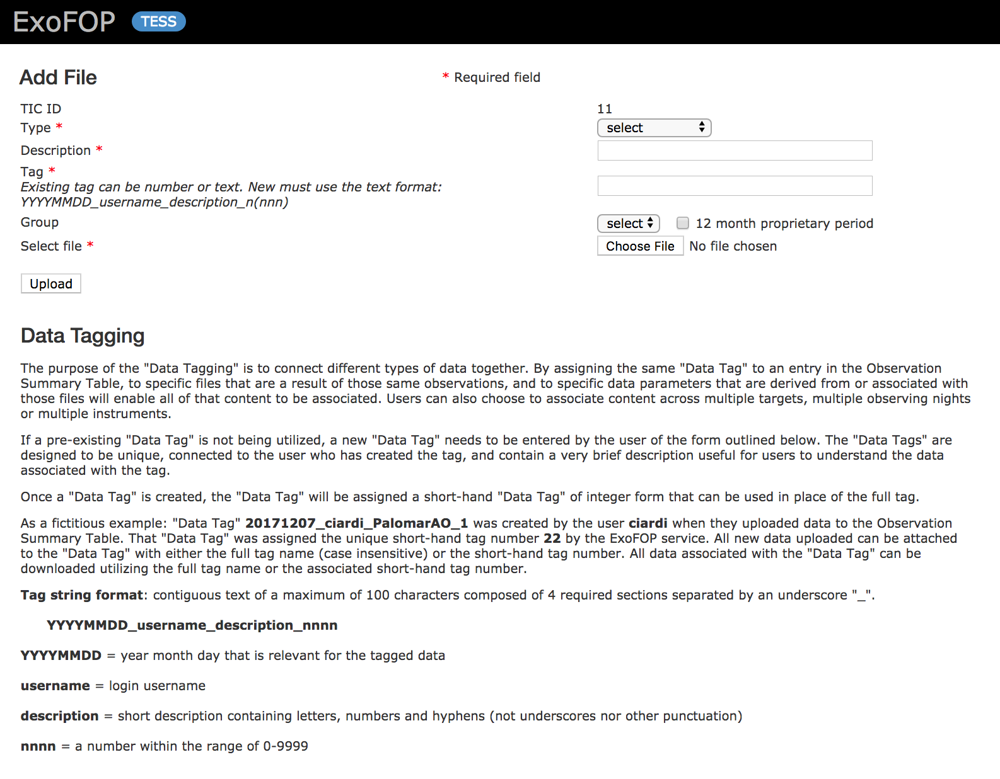 ExoFOP TESS
Add File * Required field
TIC ID 11
Type * select
Description *
Tag *
Existing tag can be number or text. New must use the text format:
YYYYMMDD_username_description_n(nnn)
Group select 12 month proprietary period
Select file * Choose File No file chosen
Upload
Data Tagging
The purpose of the "Data Tagging" is to connect different types of data together. By assigning the same "Data Tag" to an entry in the Observation
Summary Table, to specific files that are a result of those same observations, and to specific data parameters that are derived from or associated with
those files will enable all of that content to be associated. Users can also choose to associate content across multiple targets, multiple observing nights
or multiple instruments.
If a pre-existing "Data Tag" is not being utilized, a new "Data Tag" needs to be entered by the user of the form outlined below. The "Data Tags" are
designed to be unique, connected to the user who has created the tag, and contain a very brief description useful for users to understand the data
associated with the tag.
Once a "Data Tag" is created, the "Data Tag" will be assigned a short-hand "Data Tag" of integer form that can be used in place of the full tag.
As a fictitious example: "Data Tag" 20171207_ciardi_PalomarAO_1 was created by the user ciardi when they uploaded data to the Observation
Summary Table. That "Data Tag" was assigned the unique short-hand tag number 22 by the ExoFOP service. All new data uploaded can be attached
to the "Data Tag" with either the full tag name (case insensitive) or the short-hand tag number. All data associated with the "Data Tag" can be
downloaded utilizing the full tag name or the associated short-hand tag number.
Tag string format: contiguous text of a maximum of 100 characters composed of 4 required sections separated by an underscore "_".
YYYYMMDD_username_description_nnnn
YYYYMMDD = year month day that is relevant for the tagged data
username = login username
description = short description containing letters, numbers and hyphens (not underscores nor other punctuation)
nnnn = a number within the range of 0-9999